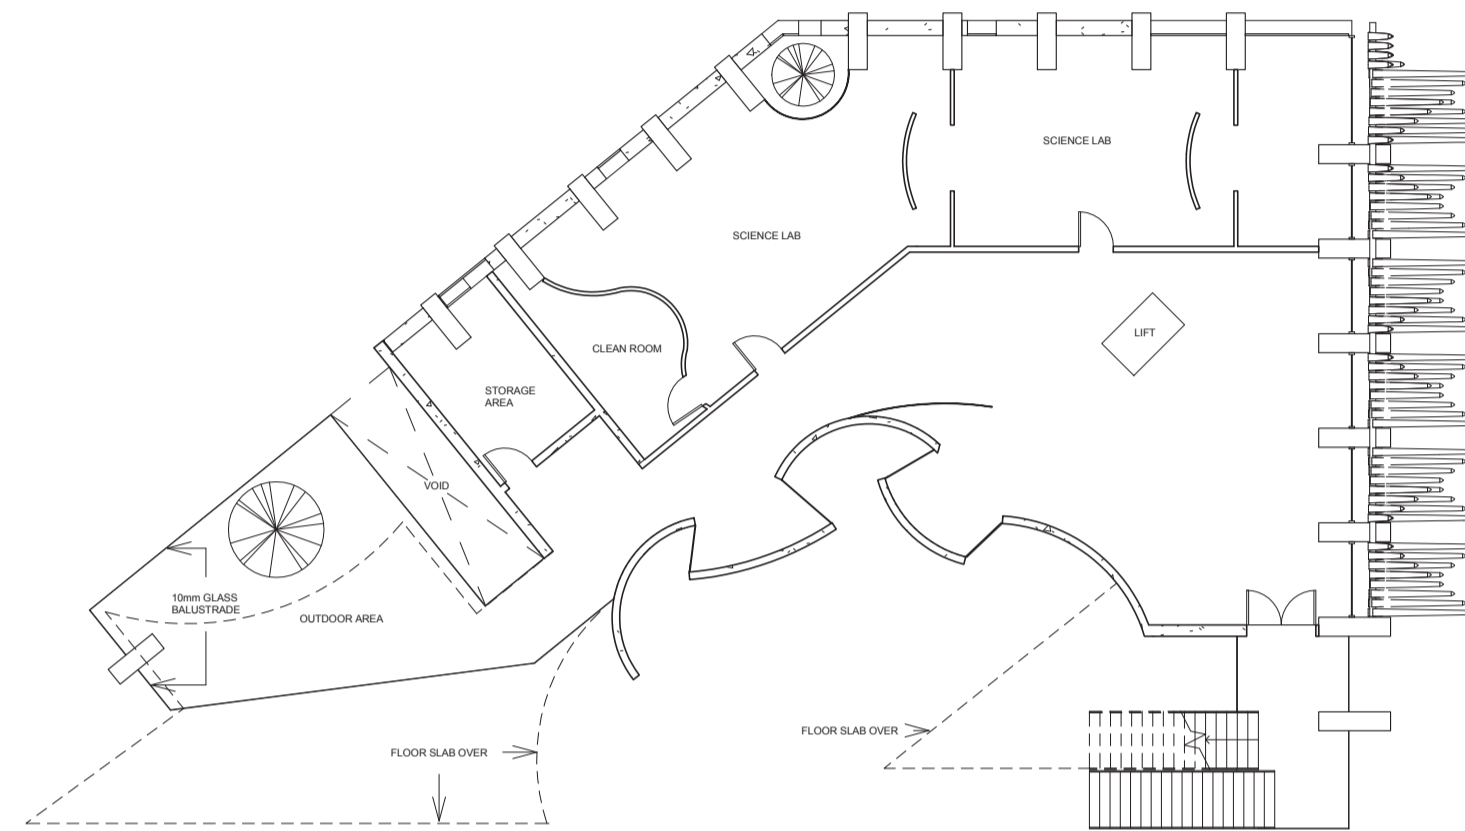 SCIENCE LAB
SCIENCE LAB
LIFT
CLEAN ROOM
STORAGE
AREA
VOID
10mm GLASS
BALUSTRADE
OUTDOOR AREA
FLOOR SLAB OVER
FLOOR SLAB OVER